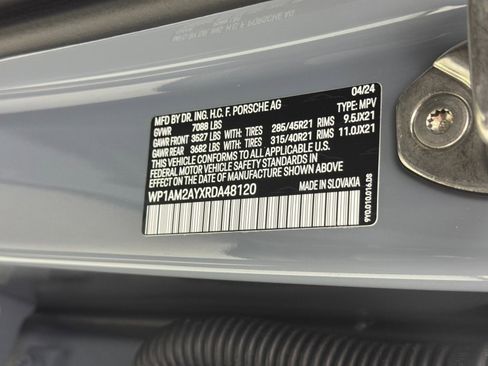 MFD BY DR. ING. H.C. F. PORSCHE AG 04/24
GVWR 7088 LBS TYPE: MPV
GAWR FRONT 3527 LBS WITH: TIRES 285/45R21 RIMS 9.5JX21
GAWR REAR 3682 LBS WITH: TIRES 315/40R21 RIMS 11.0JX21
THIS VEHICLE CONFORMS TO ALL APPLICABLE
FEDERAL MOTOR VEHICLE SAFETY STANDARDS
IN EFFECT ON THE DATE OF MANUFACTURE SHOWN ABOVE.
WP1AM2AYXRDA48120 MADE IN SLOVAKIA
9Y0.010.016.DS